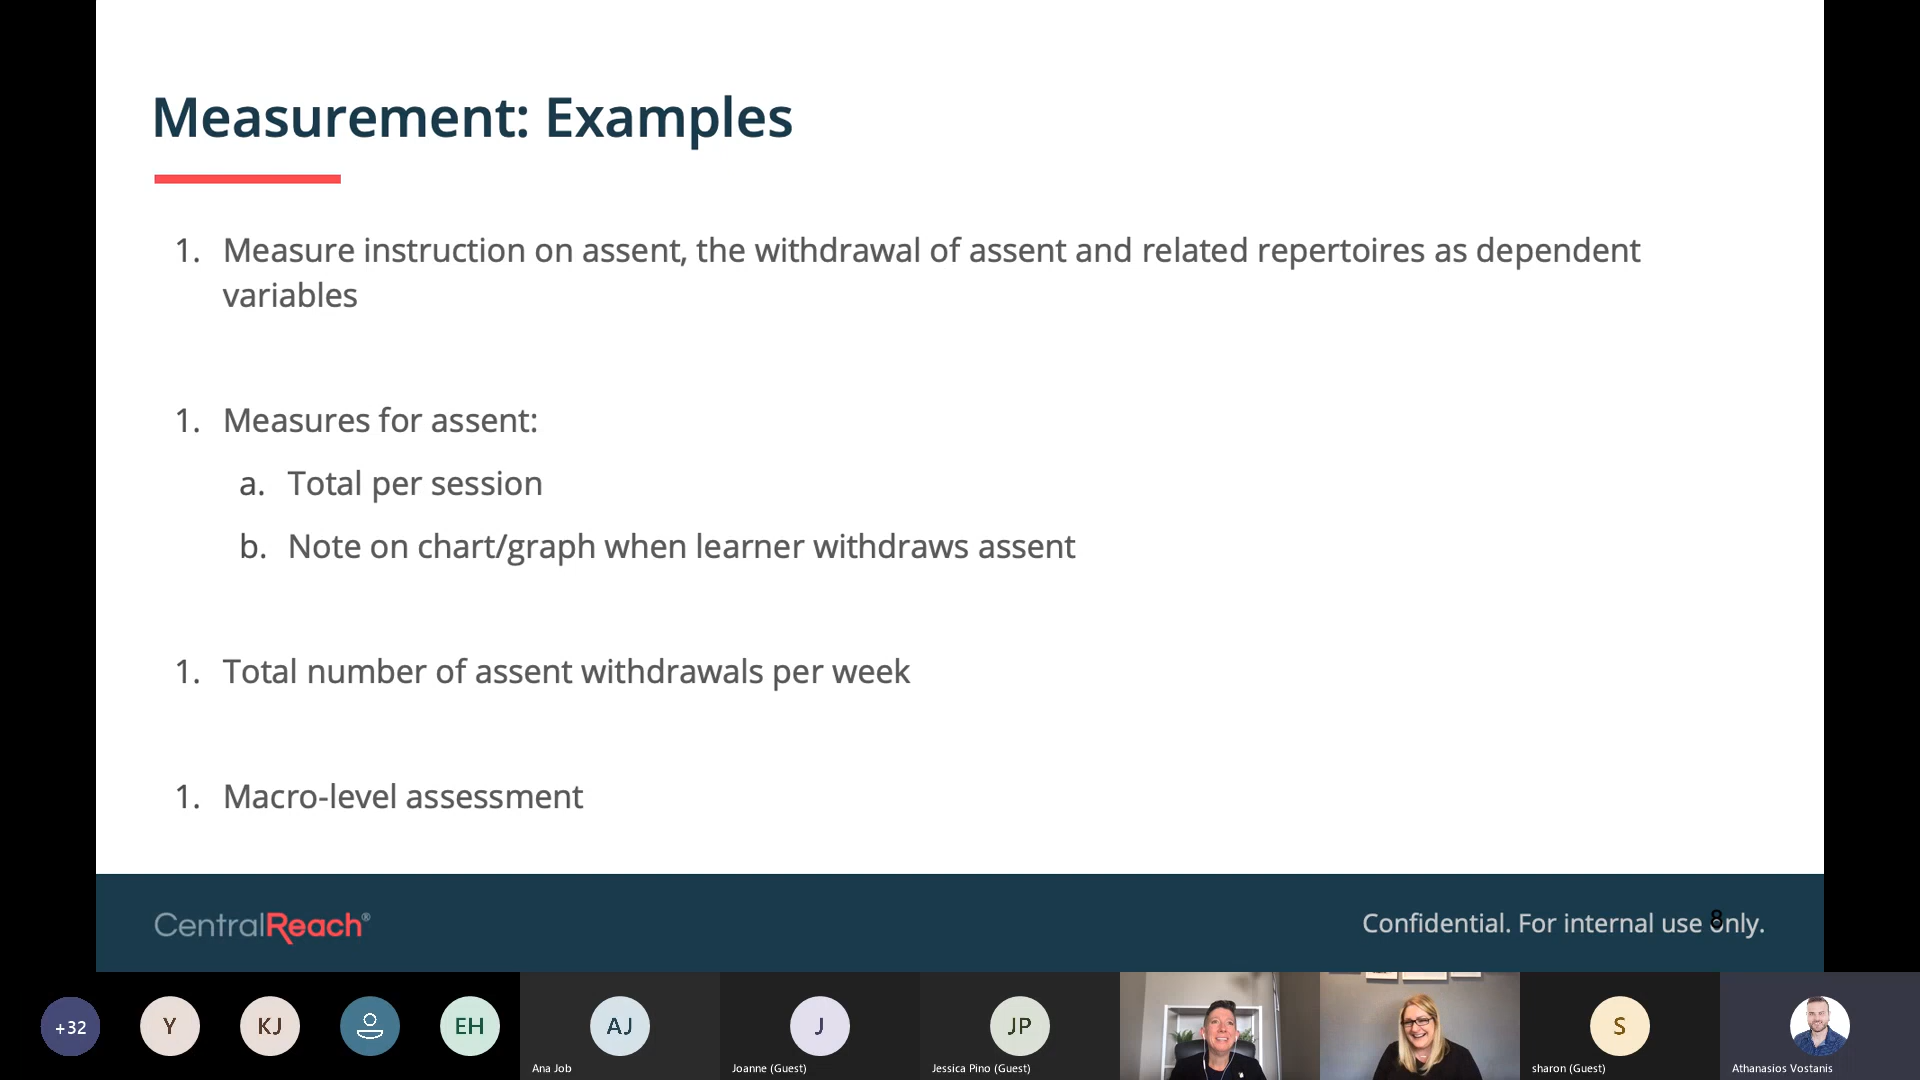 Measurement: Examples
1. Measure instruction on assent, the withdrawal of assent and related repertoires as dependent
variables
1. Measures for assent:
a. Total per session
b. Note on chart/graph when learner withdraws assent
1. Total number of assent withdrawals per week
1. Macro-level assessment
CentralReach®
Confidential. For internal use only.
8
+32
Y
KJ
EH
AJ
Ana Job
J
Joanne (Guest)
JP
Jessica Pino (Guest)
S
sharon (Guest)
Athanasios Vostanis